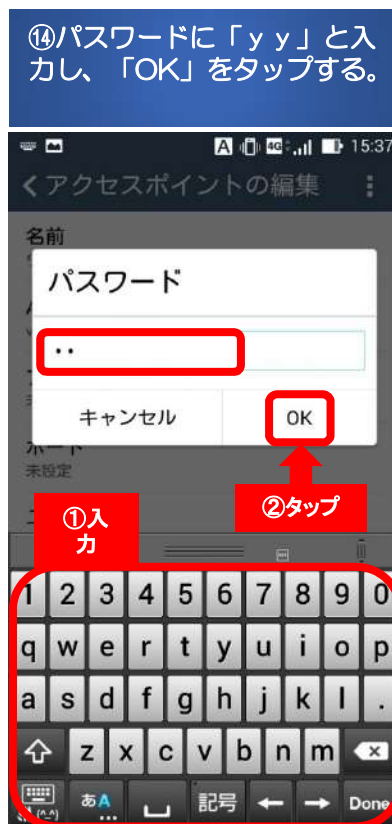 ⑭パスワードに「ｙｙ」と入
力し、「OK」をタップする。
A 4G 15:37
アクセスポイントの編集
名前
パスワード
..
キャンセル OK
ポート
未設定
①入
力
②タップ
1 2 3 4 5 6 7 8 9 0
q w e r t y u i o p
a s d f g h j k l .
z x c v b n m
(^_^) あA ... 記号 ← → Done